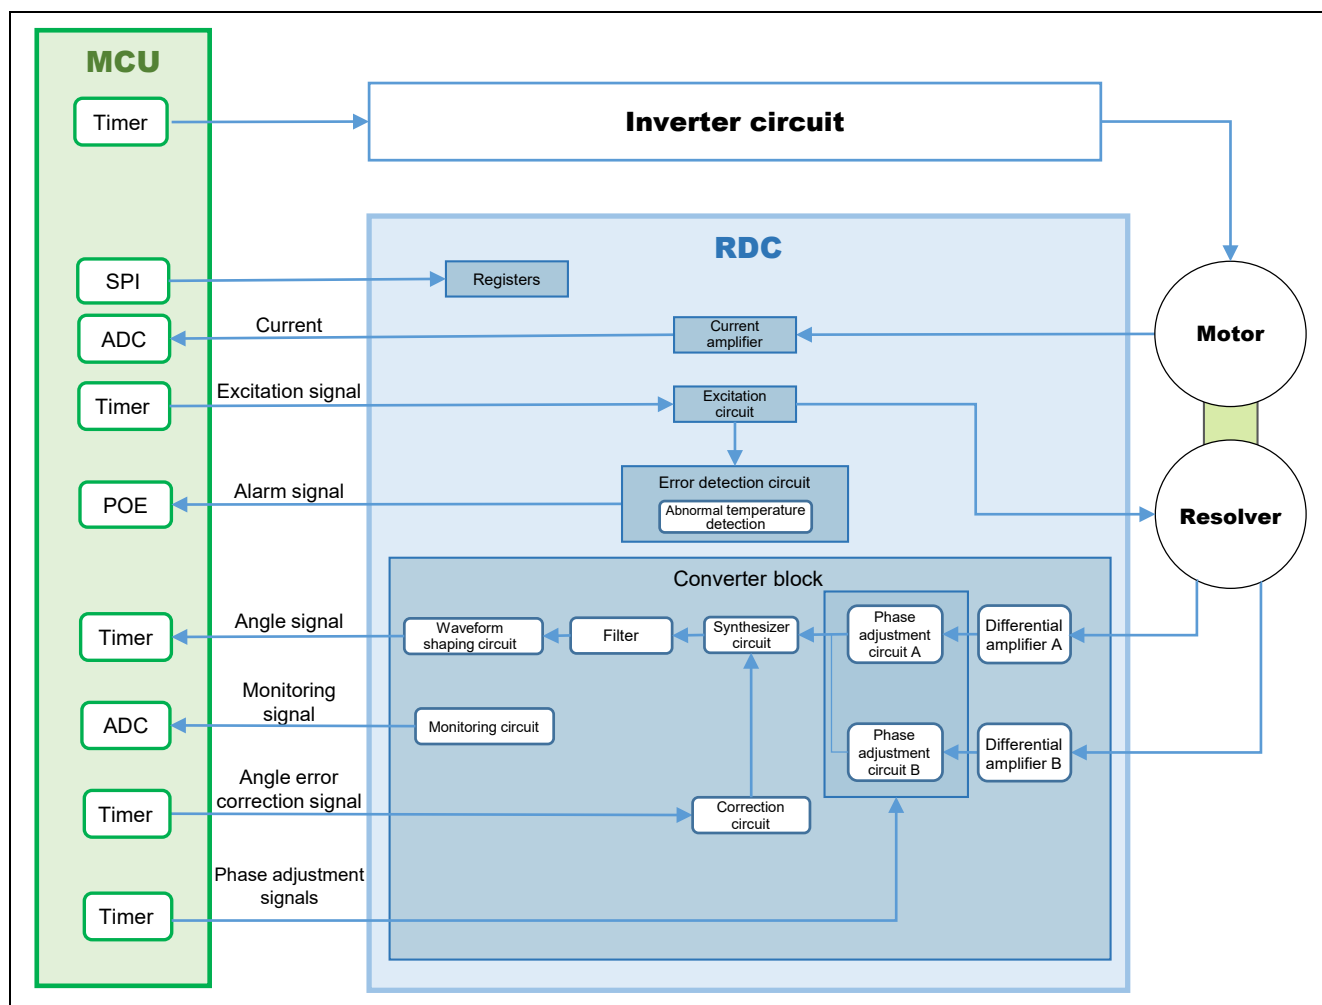 MCU
Timer
Inverter circuit
RDC
SPI
Registers
ADC
Current
Current
amplifier
Motor
Timer
Excitation signal
Excitation
circuit
POE
Alarm signal
Error detection circuit
Abnormal temperature
detection
Resolver
Converter block
Timer
Angle signal
Waveform
shaping circuit
Filter
Synthesizer
circuit
Phase
adjustment
circuit A
Differential
amplifier A
ADC
Monitoring
signal
Monitoring circuit
Phase
adjustment
circuit B
Differential
amplifier B
Timer
Angle error
correction signal
Correction
circuit
Timer
Phase adjustment
signals